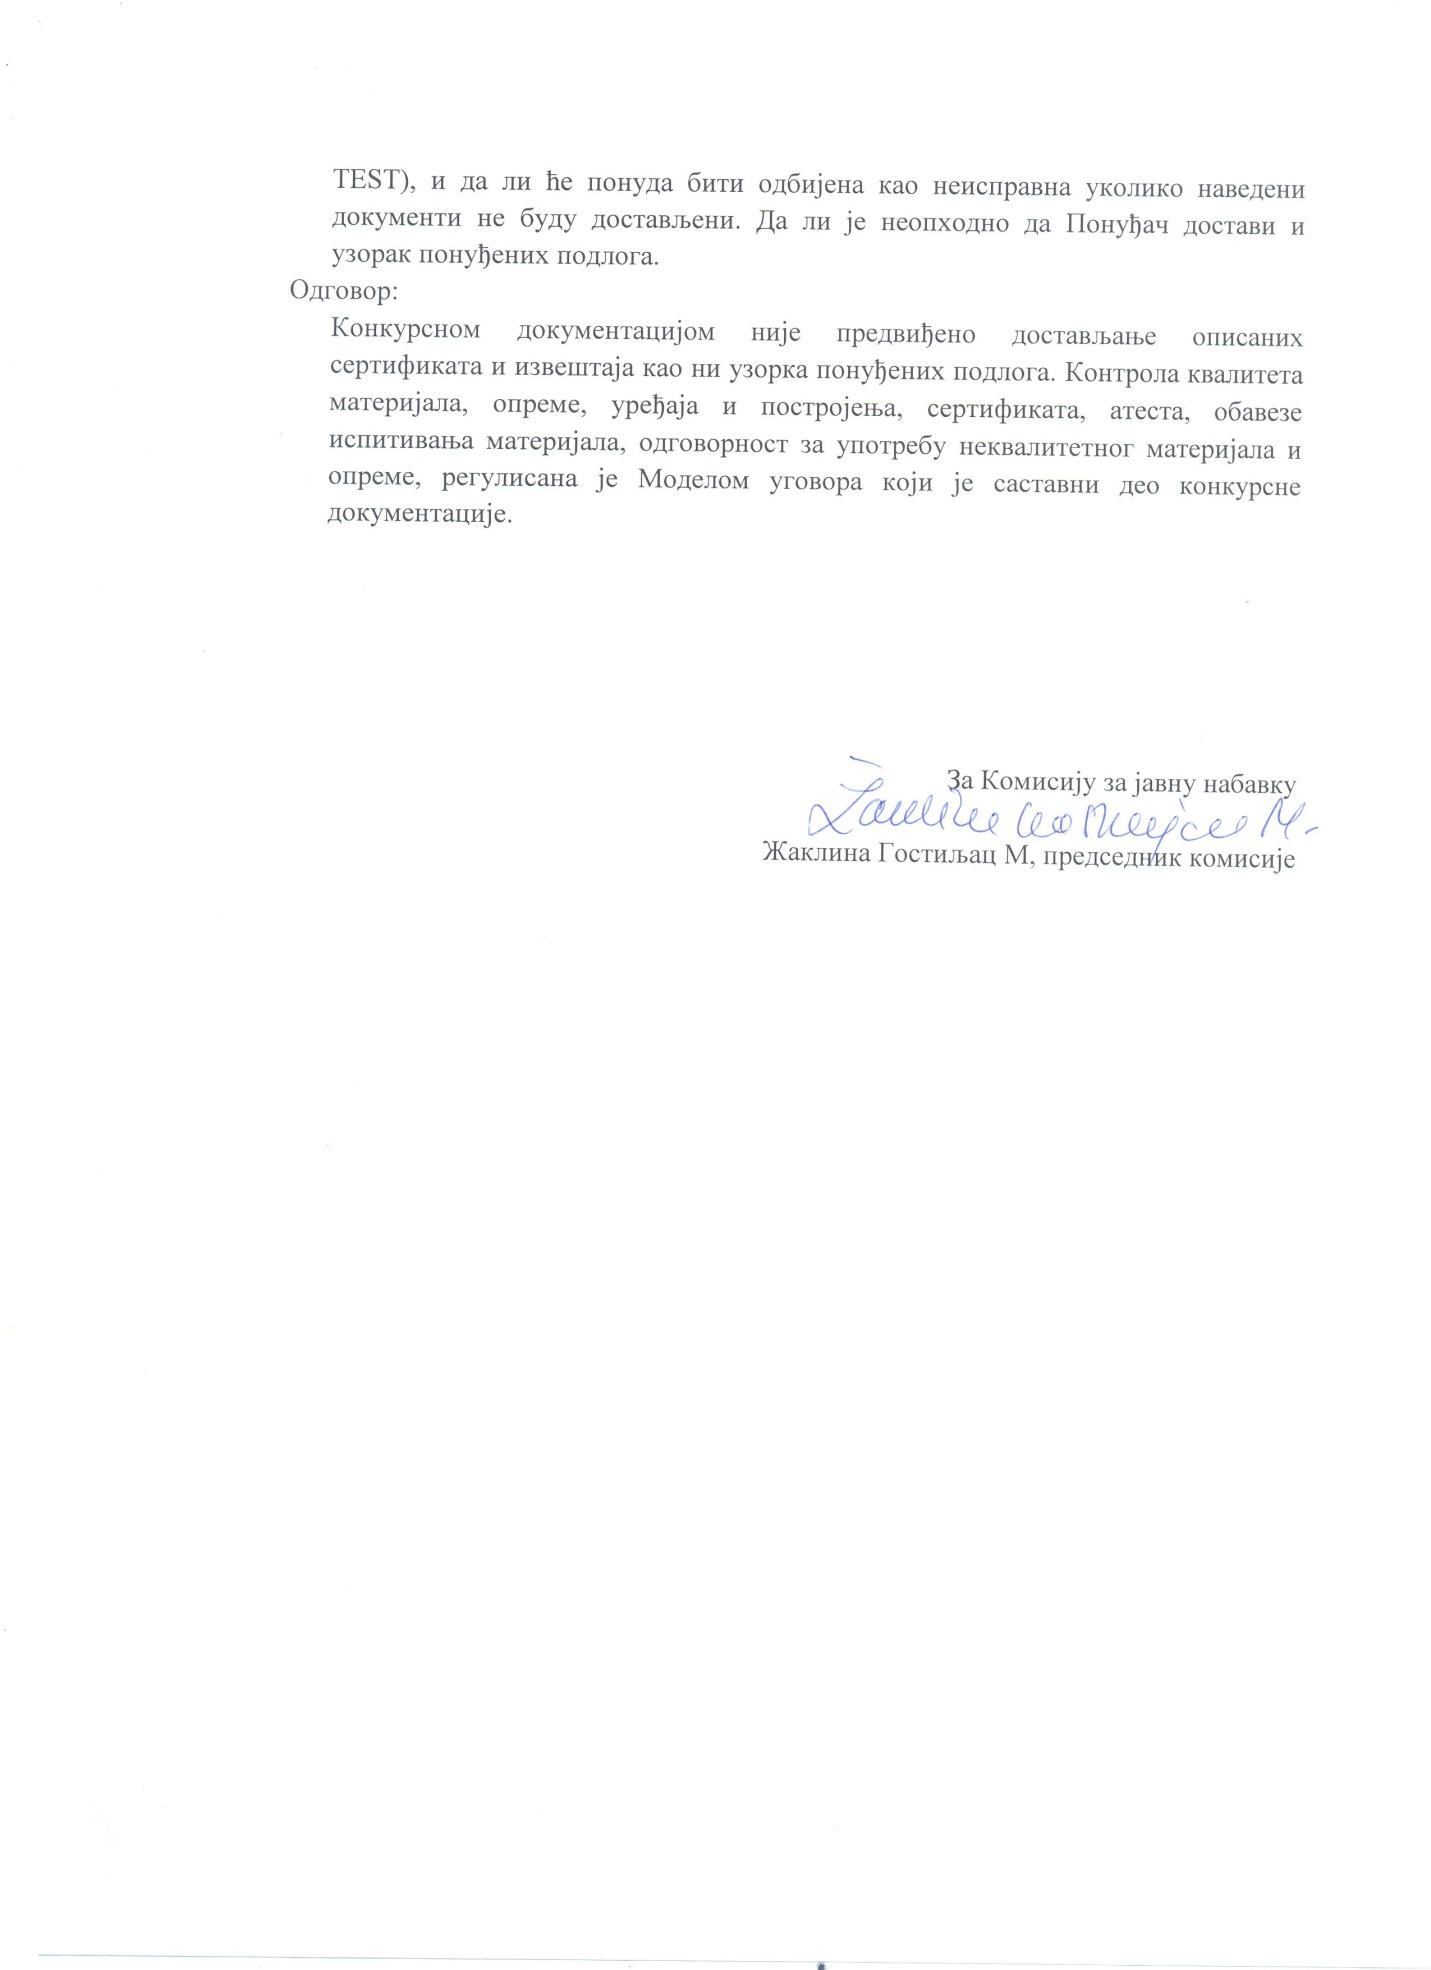 TEST), и да ли ће понуда бити одбијена као неисправна уколико наведени
документи не буду достављени. Да ли је неопходно да Понуђач достави и
узорак понуђених подлога.
Одговор:
Конкурсном документацијом није предвиђено достављање описаних
сертификата и извештаја као ни узорка понуђених подлога. Контрола квалитета
материјала, опреме, уређаја и постројења, сертификата, атеста, обавезе
испитивања материјала, одговорност за употребу неквалитетног материјала и
опреме, регулисана је Моделом уговора који је саставни део конкурсне
документације.
За Комисију за јавну набавку
Жаклина Гостиљац М, председник комисије